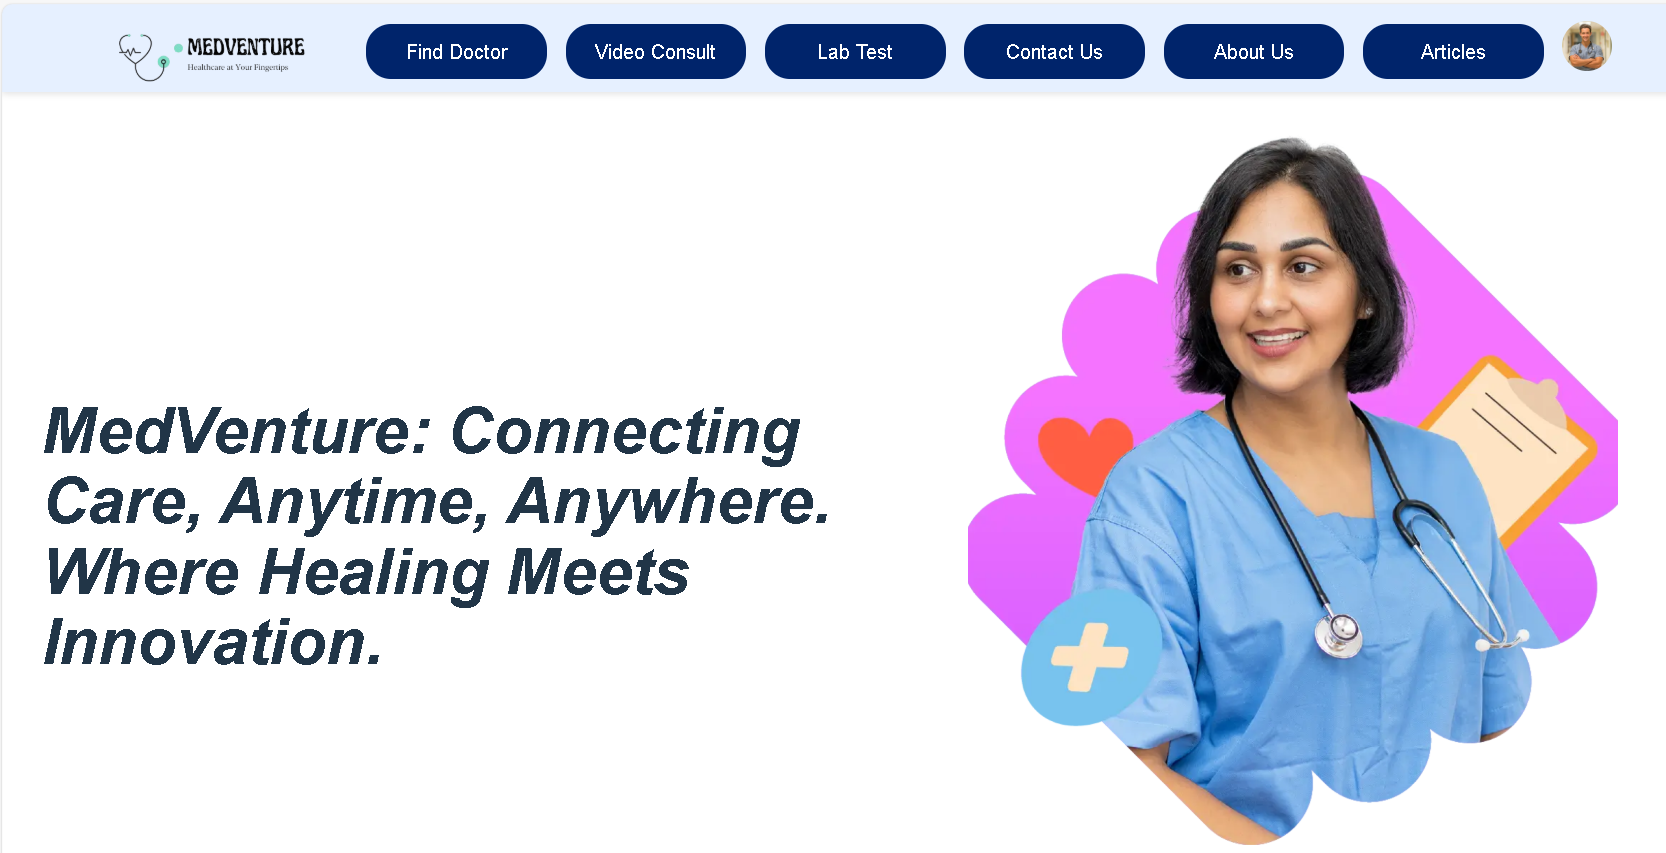 MEDVENTURE
Healthcare at Your Fingertips
Find Doctor
Video Consult
Lab Test
Contact Us
About Us
Articles
MedVenture: Connecting
Care, Anytime, Anywhere.
Where Healing Meets
Innovation.